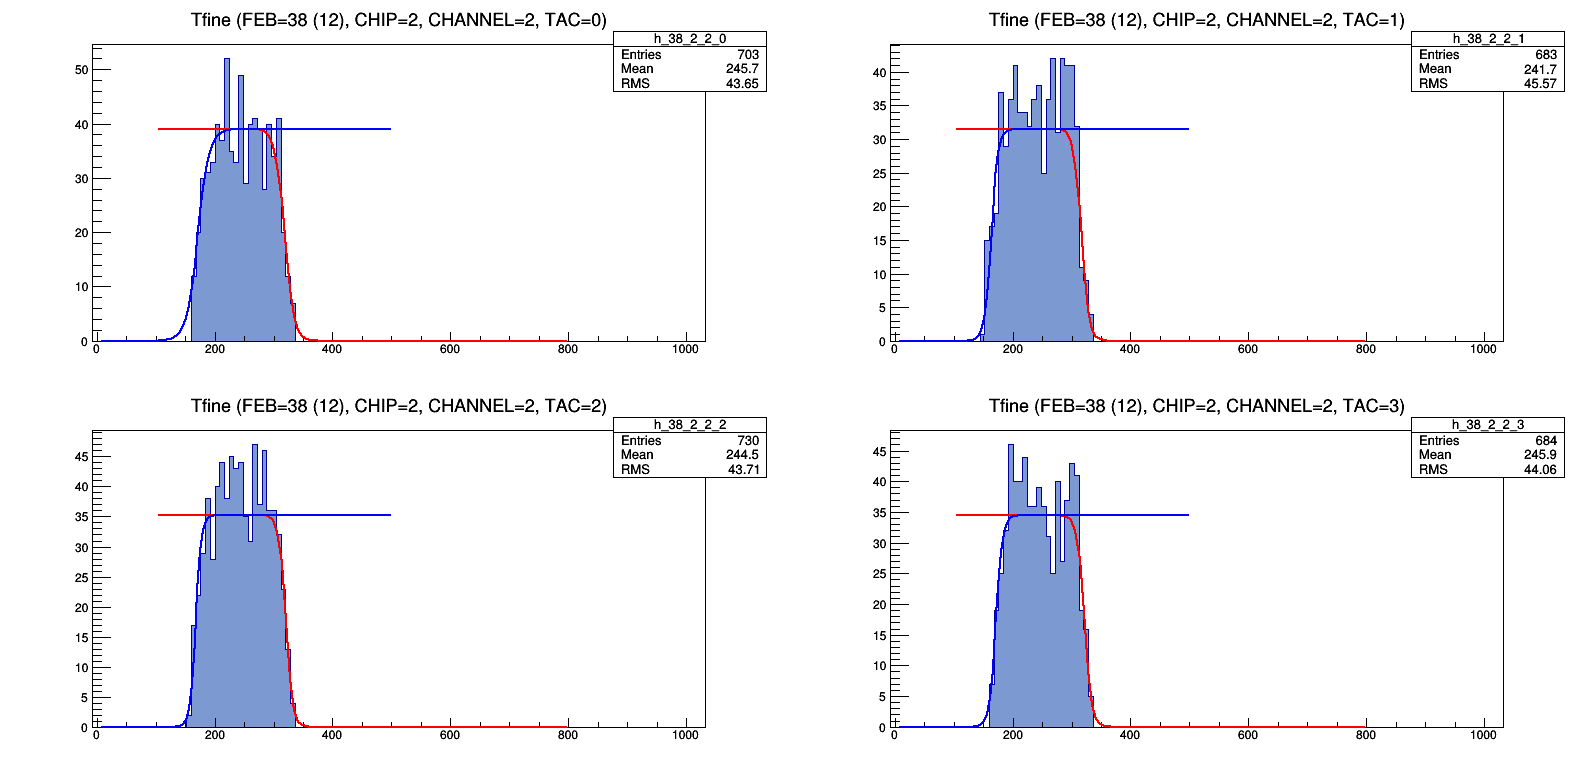 Tfine (FEB=38 (12), CHIP=2, CHANNEL=2, TAC=0)
h_38_2_2_0
Entries 703
Mean 245.7
RMS 43.65
50
40
30
20
10
0
0 200 400 600 800 1000
Tfine (FEB=38 (12), CHIP=2, CHANNEL=2, TAC=1)
h_38_2_2_1
Entries 683
Mean 241.7
RMS 45.57
40
35
30
25
20
15
10
5
0
0 200 400 600 800 1000
Tfine (FEB=38 (12), CHIP=2, CHANNEL=2, TAC=2)
h_38_2_2_2
Entries 730
Mean 244.5
RMS 43.71
45
40
35
30
25
20
15
10
5
0
0 200 400 600 800 1000
Tfine (FEB=38 (12), CHIP=2, CHANNEL=2, TAC=3)
h_38_2_2_3
Entries 684
Mean 245.9
RMS 44.06
45
40
35
30
25
20
15
10
5
0
0 200 400 600 800 1000